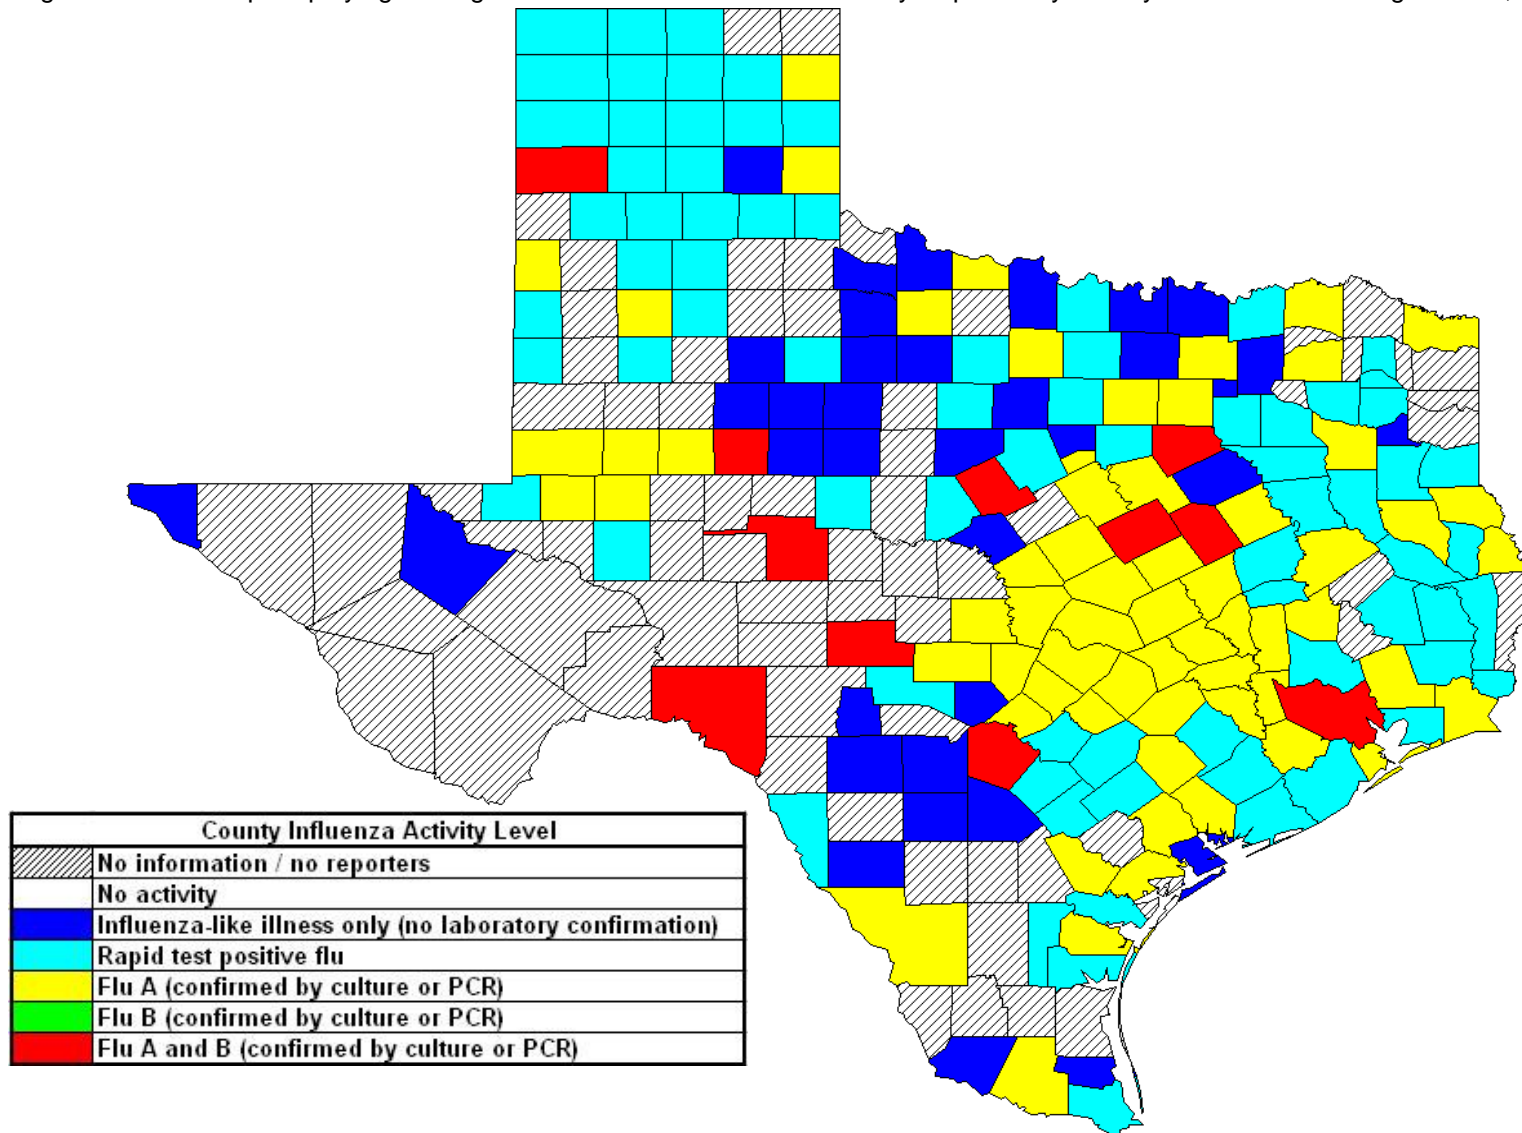 County Influenza Activity Level
No information / no reporters
No activity
Influenza-like illness only (no laboratory confirmation)
Rapid test positive flu
Flu A (confirmed by culture or PCR)
Flu B (confirmed by culture or PCR)
Flu A and B (confirmed by culture or PCR)